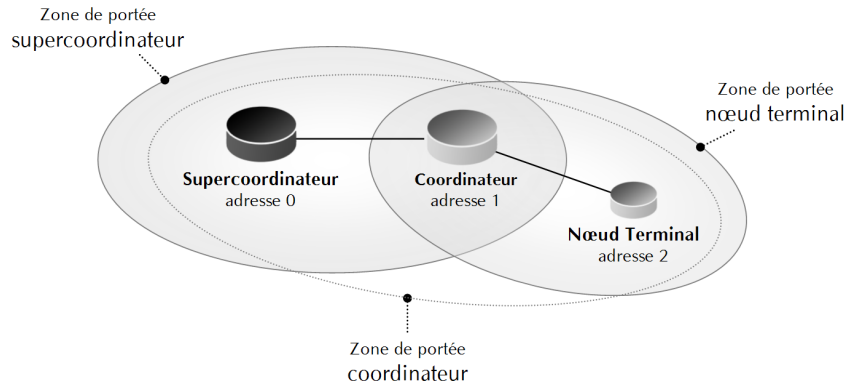 Zone de portée
supercoordinateur
Zone de portée
nœud terminal
Supercoordinateur
adresse 0
Coordinateur
adresse 1
Nœud Terminal
adresse 2
Zone de portée
coordinateur